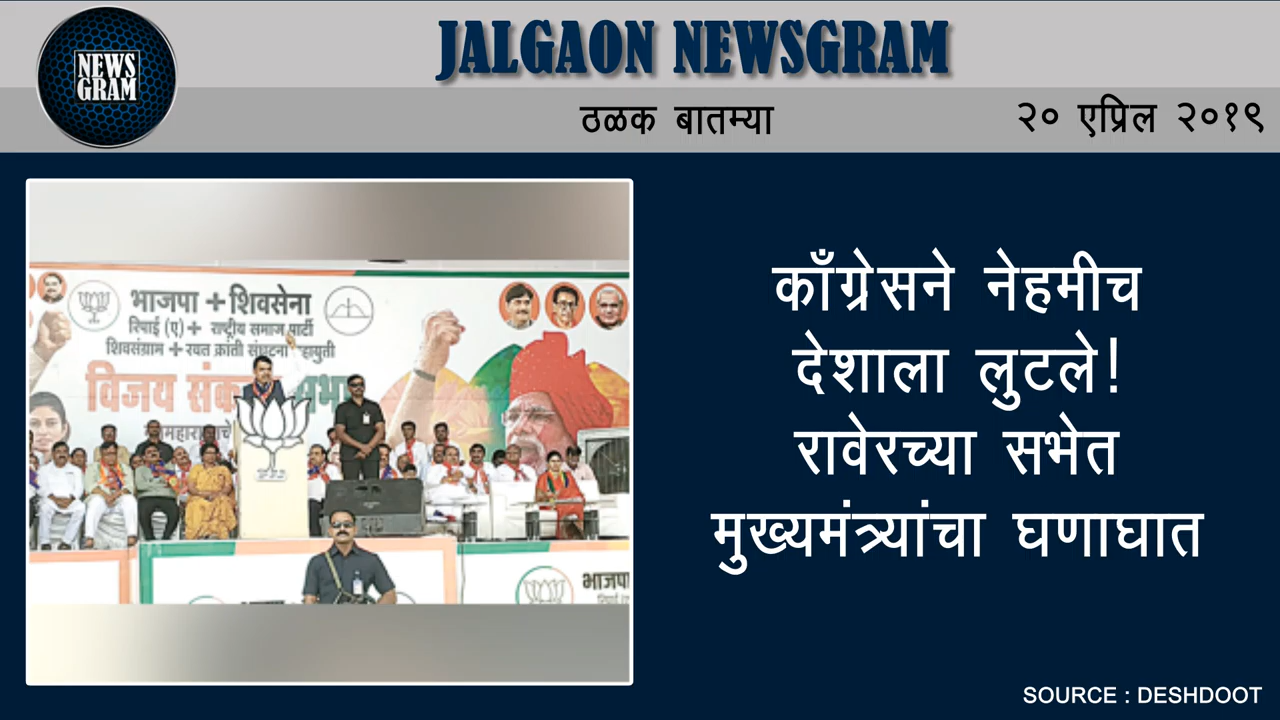 NEWS
GRAM
JALGAON NEWSGRAM
ठळक बातम्या
२० एप्रिल २०१९
भाजपा + शिवसेना
रिपाई (ए) + राष्ट्रीय समाज पार्टी
शिवसंग्राम + रयत क्रांती संघटना
विजय
भाजपा
काँग्रेसने नेहमीच
देशाला लुटले!
रावेरच्या सभेत
मुख्यमंत्र्यांचा घणाघात
SOURCE : DESHDOOT